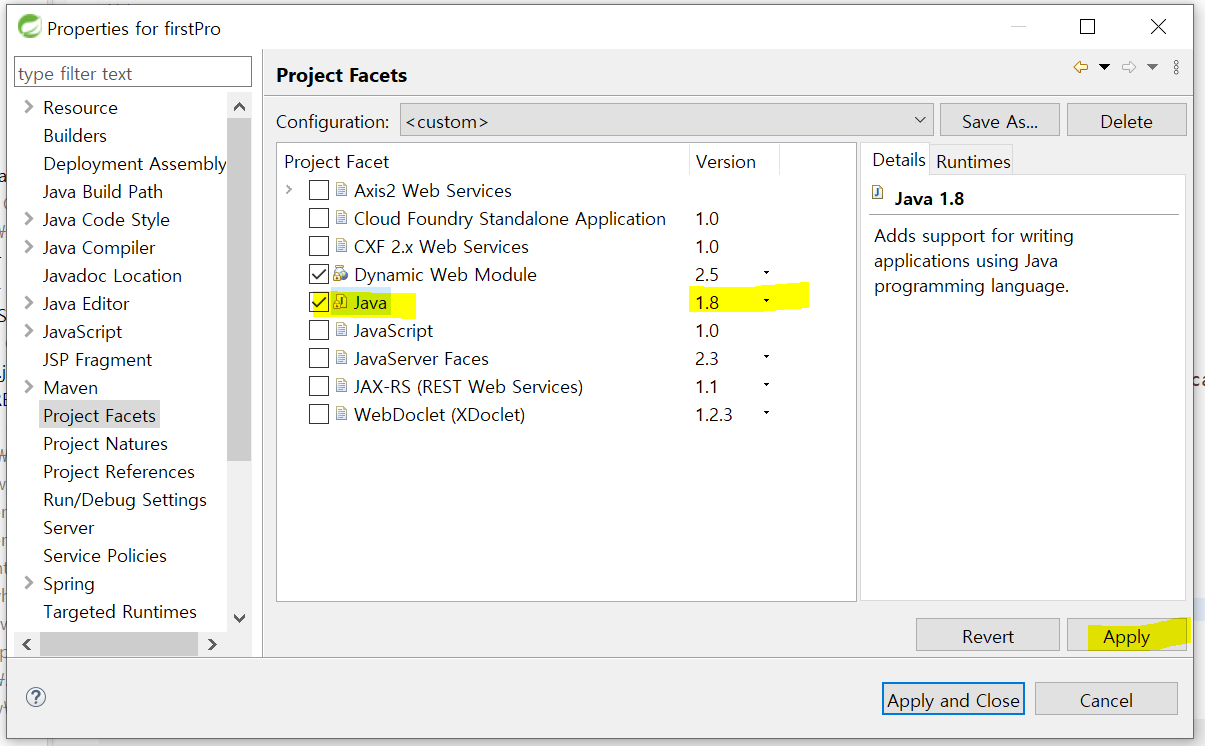 Properties for firstPro
type filter text
Resource
Builders
Deployment Assembly
Java Build Path
Java Code Style
Java Compiler
Javadoc Location
Java Editor
JavaScript
JSP Fragment
Maven
Project Facets
Project Natures
Project References
Run/Debug Settings
Server
Service Policies
Spring
Targeted Runtimes
Project Facets
Configuration: <custom> Save As... Delete
Project Facet Version
Axis2 Web Services
Cloud Foundry Standalone Application 1.0
CXF 2.x Web Services 1.0
Dynamic Web Module 2.5
Java 1.8
JavaScript 1.0
JavaServer Faces 2.3
JAX-RS (REST Web Services) 1.1
WebDoclet (XDoclet) 1.2.3
Details Runtimes
Java 1.8
Adds support for writing
applications using Java
programming language.
Revert Apply
Apply and Close Cancel